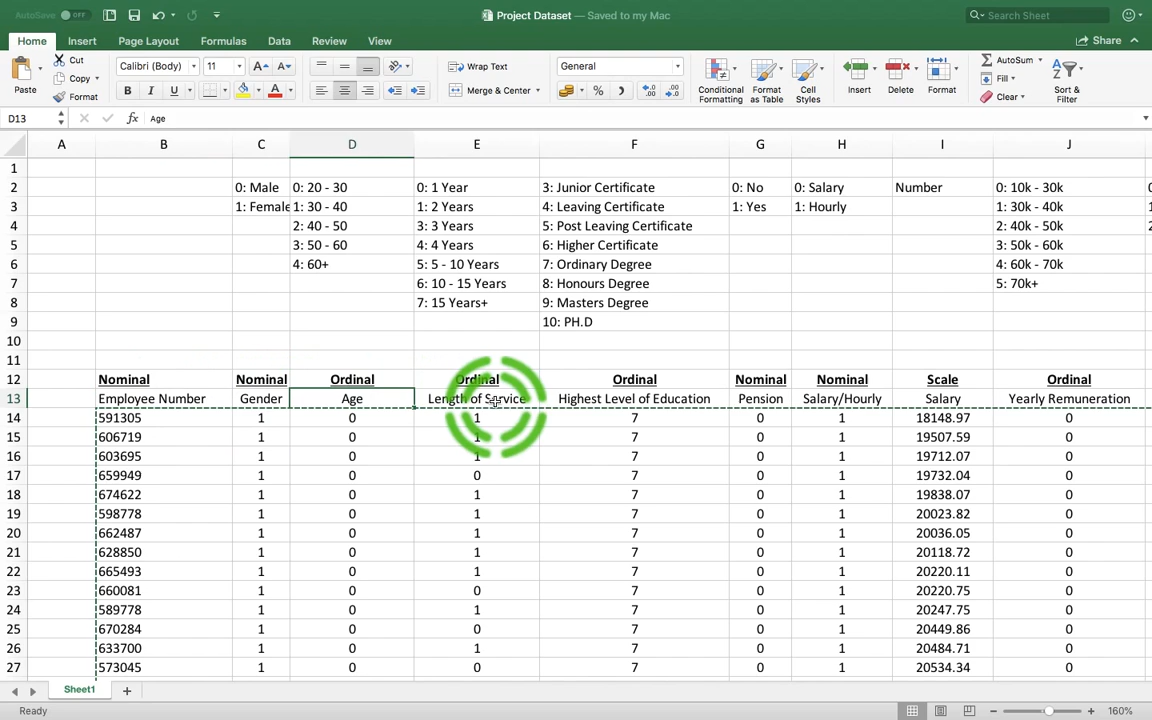 AutoSave OFF Project Dataset — Saved to my Mac Search Sheet
Home Insert Page Layout Formulas Data Review View Share
Paste Cut Copy Format
Calibri (Body) 11
B I U A
Wrap Text
Merge & Center
General
%
Conditional Formatting
Format as Table
Cell Styles
Insert Delete Format
AutoSum
Fill
Clear
Sort & Filter
D13 fx Age
A B C D E F G H I J
1
2 0: Male 0: 20 - 30 0: 1 Year 3: Junior Certificate 0: No 0: Salary Number 0: 10k - 30k
3 1: Female 1: 30 - 40 1: 2 Years 4: Leaving Certificate 1: Yes 1: Hourly 1: 30k - 40k
4 2: 40 - 50 3: 3 Years 5: Post Leaving Certificate 2: 40k - 50k
5 3: 50 - 60 4: 4 Years 6: Higher Certificate 3: 50k - 60k
6 4: 60+ 5: 5 - 10 Years 7: Ordinary Degree 4: 60k - 70k
7 6: 10 - 15 Years 8: Honours Degree 5: 70k+
8 7: 15 Years+ 9: Masters Degree
9 10: PH.D
10
11
12 Nominal Nominal Ordinal Ordinal Ordinal Nominal Nominal Scale Ordinal
13 Employee Number Gender Age Length of Service Highest Level of Education Pension Salary/Hourly Salary Yearly Remuneration
14 591305 1 0 1 7 0 1 18148.97 0
15 606719 1 0 1 7 0 1 19507.59 0
16 603695 1 0 1 7 0 1 19712.07 0
17 659949 1 0 0 7 0 1 19732.04 0
18 674622 1 0 1 7 0 1 19838.07 0
19 598778 1 0 1 7 0 1 20023.82 0
20 662487 1 0 1 7 0 1 20036.05 0
21 628850 1 0 1 7 0 1 20118.72 0
22 665493 1 0 1 7 0 1 20220.11 0
23 660081 1 0 0 7 0 1 20220.75 0
24 589778 1 0 1 7 0 1 20247.75 0
25 670284 1 0 0 7 0 1 20449.86 0
26 633700 1 0 1 7 0 1 20484.71 0
27 573045 1 0 0 7 0 1 20534.34 0
Sheet1
Ready 160%